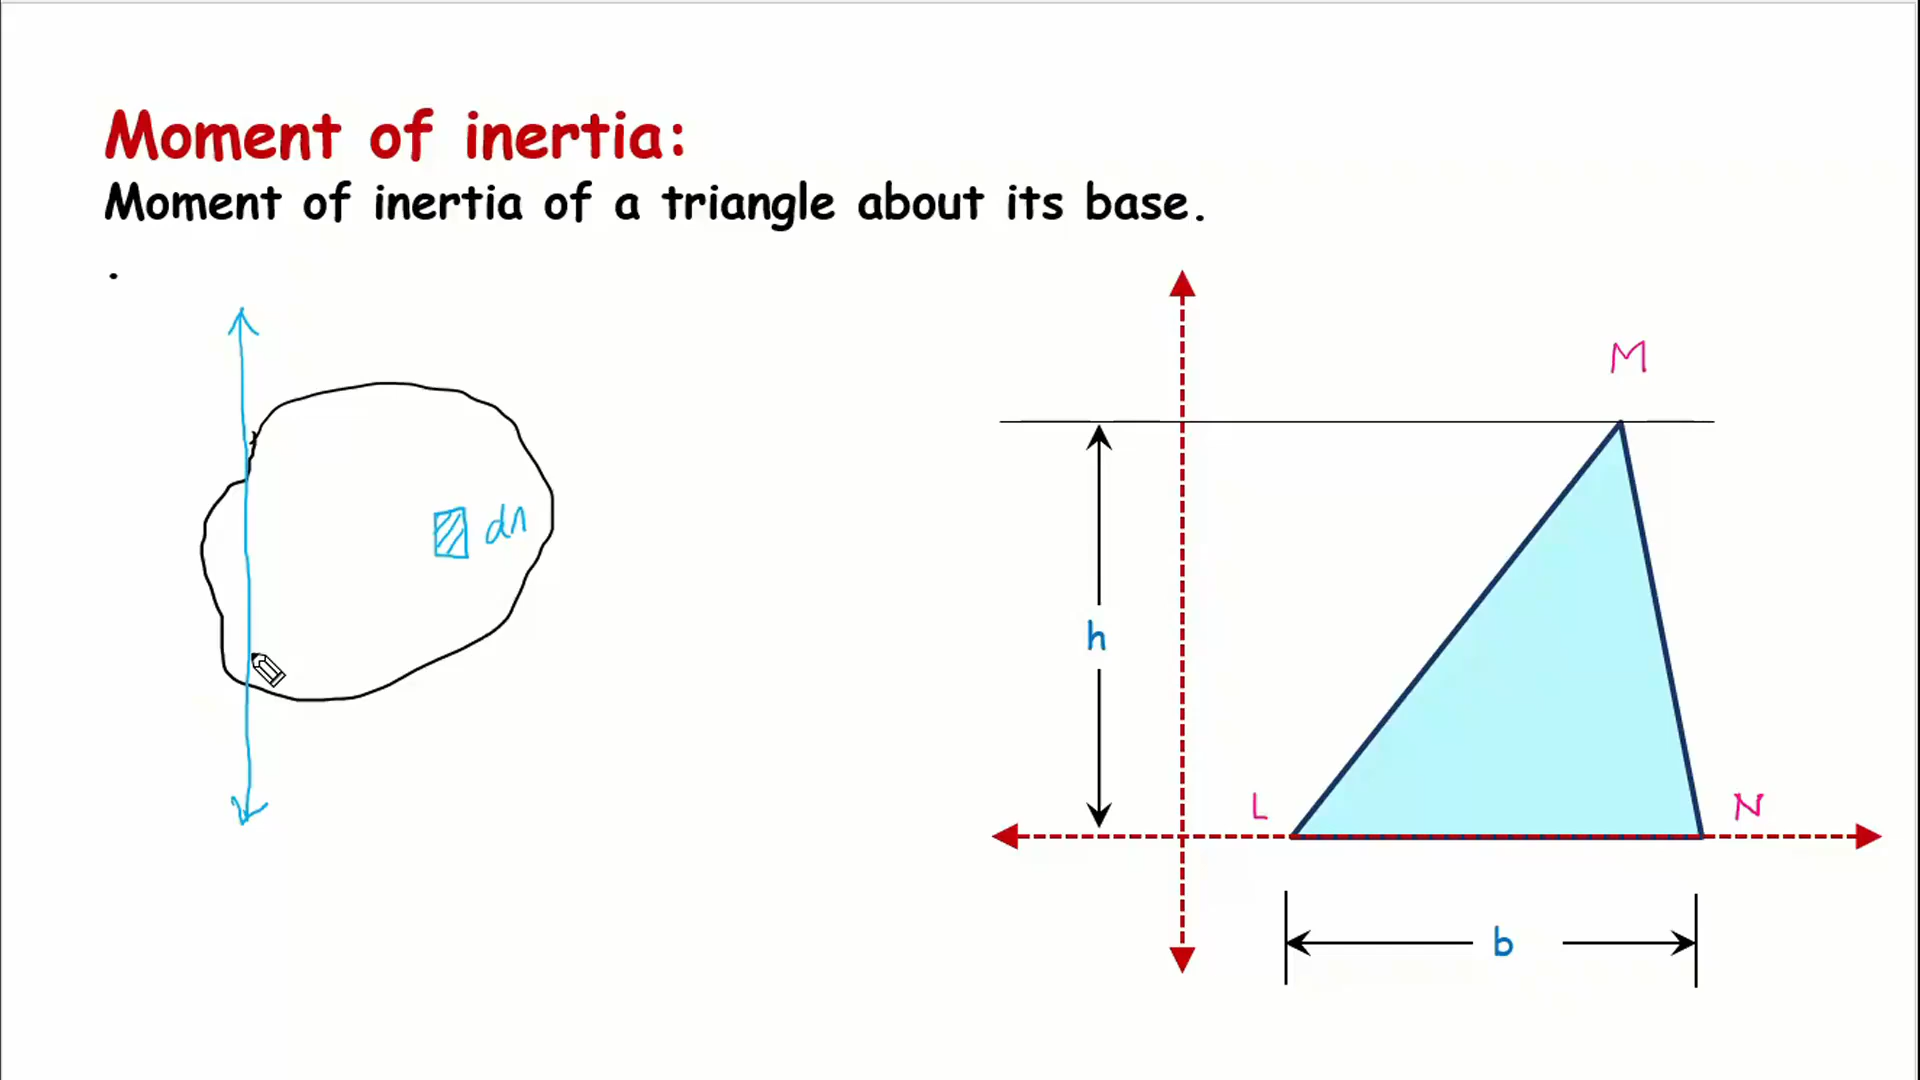 Moment of inertia:
Moment of inertia of a triangle about its base.
.
M
dA
h
L
N
b